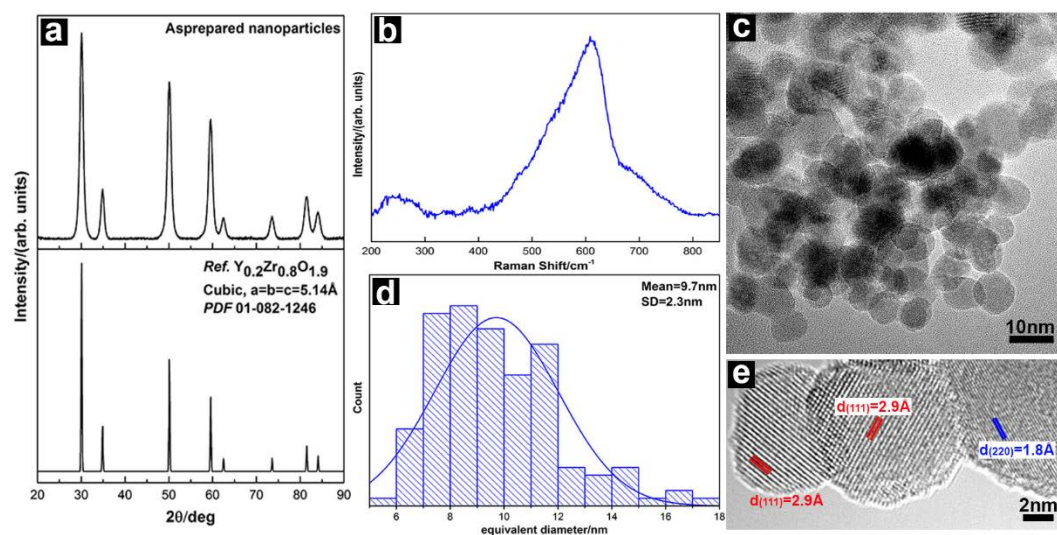 a
Asprepared nanoparticles
Intensity/(arb. units)
Ref. Y0.2Zr0.8O1.9
Cubic, a=b=c=5.14Å
PDF 01-082-1246
20 30 40 50 60 70 80 90
2θ/deg
b
Intensity/(arb. units)
200 300 400 500 600 700 800
Raman Shift/cm-1
d
Mean=9.7nm
SD=2.3nm
Count
6 8 10 12 14 16 18
equivalent diameter/nm
c
10nm
e
d(111)=2.9Å
d(220)=1.8Å
d(111)=2.9Å
2nm